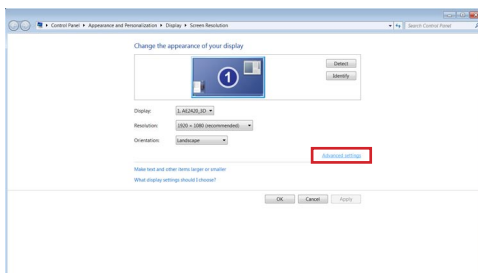 Control Panel ▸ Appearance and Personalization ▸ Display ▸ Screen Resolution
Search Control Panel
Change the appearance of your display
1
Detect
Identify
Display:
Resolution: 1920 × 1080 (recommended)
Orientation: Landscape
Advanced settings
Make text and other items larger or smaller
What display settings should I choose?
OK Cancel Apply